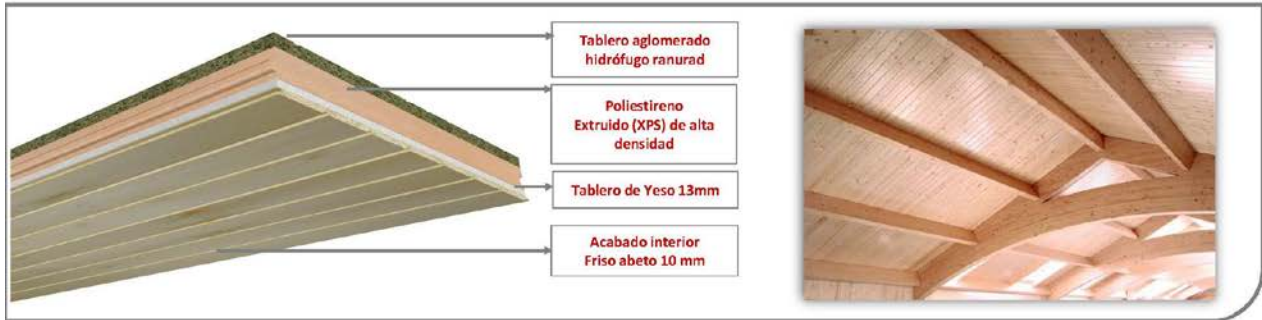 Tablero aglomerado
hidrófugo ranurad
Poliestireno
Extruido (XPS) de alta
densidad
Tablero de Yeso 13mm
Acabado interior
Friso abeto 10 mm